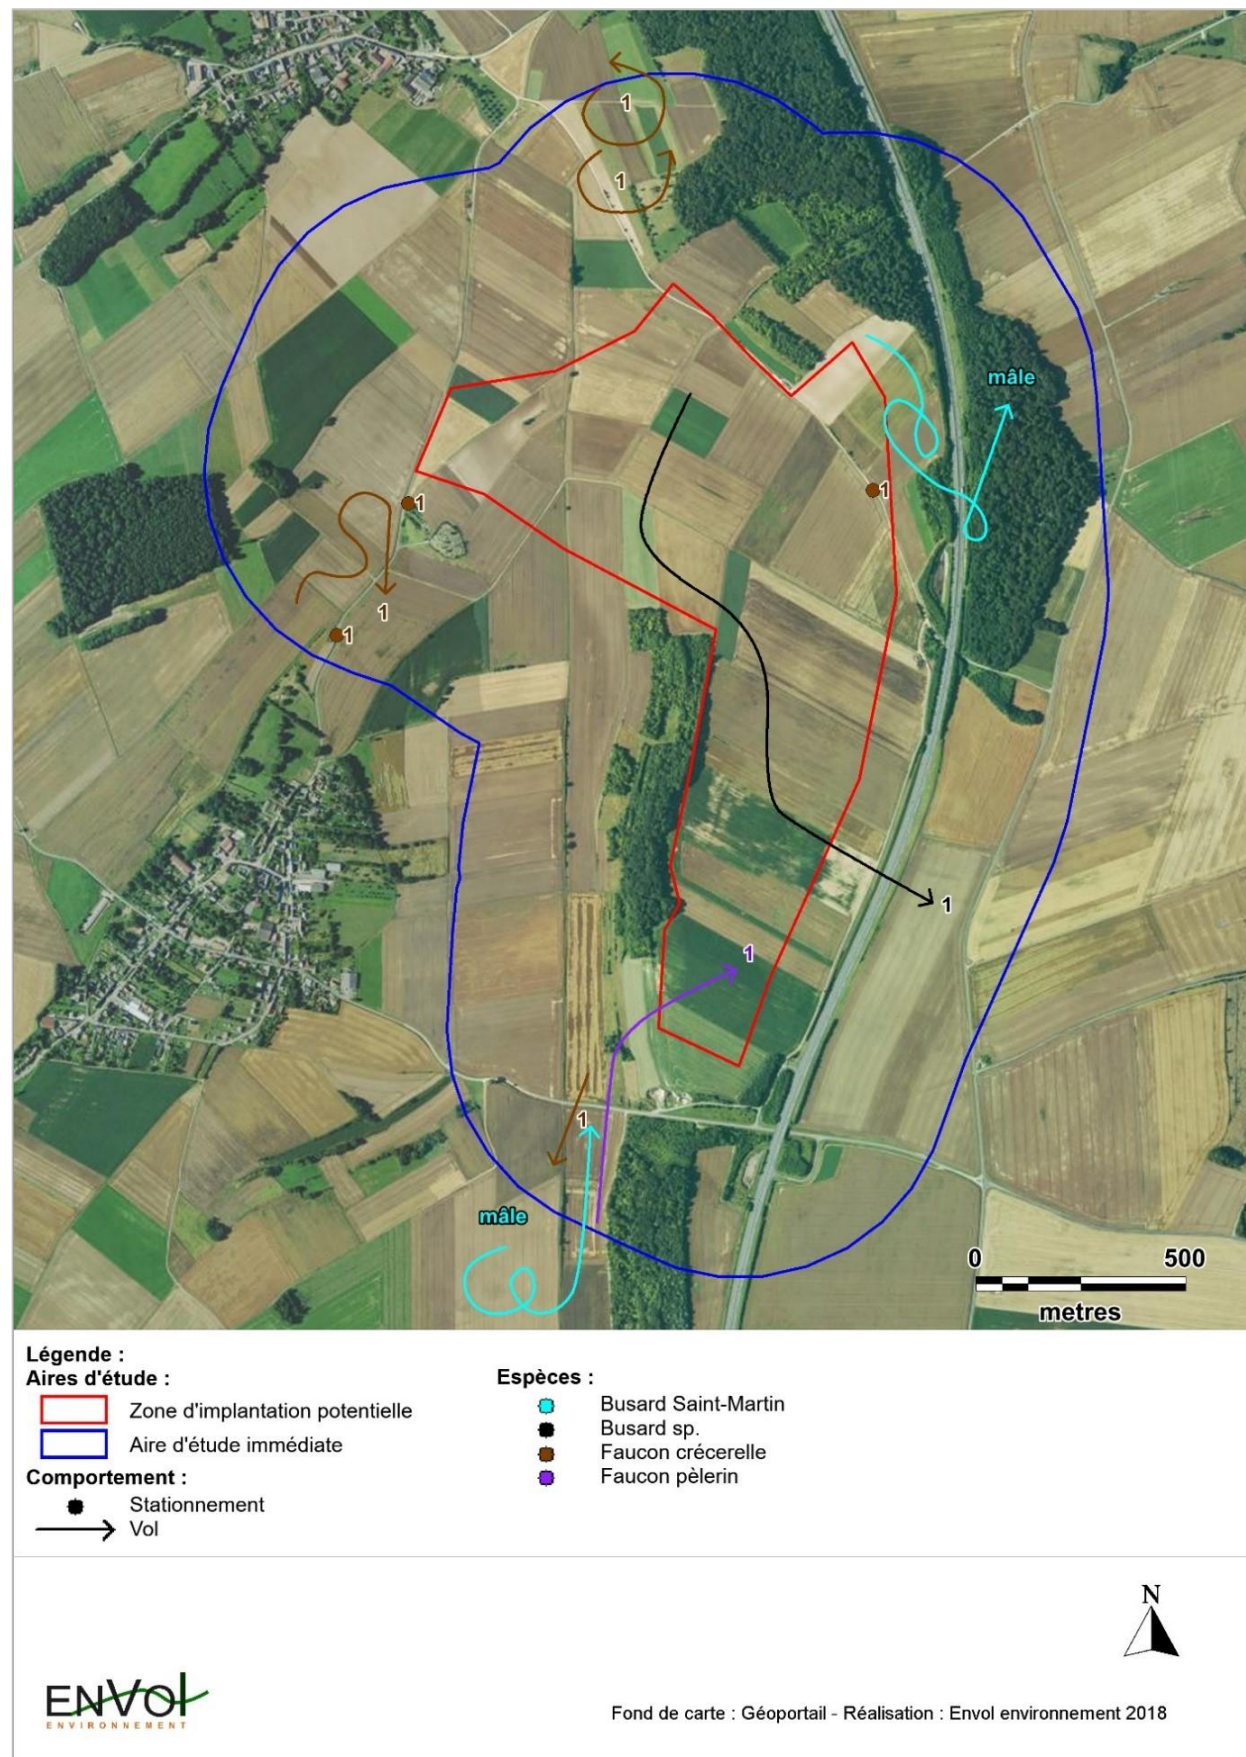 1
1
mâle
1
1
1
1
1
1
1
mâle
0 500
metres
Légende :
Aires d'étude :
Zone d'implantation potentielle
Aire d'étude immédiate
Comportement :
Stationnement
Vol
Espèces :
Busard Saint-Martin
Busard sp.
Faucon crécerelle
Faucon pèlerin
N
ENVOL
ENVIRONNEMENT
Fond de carte : Géoportail - Réalisation : Envol environnement 2018